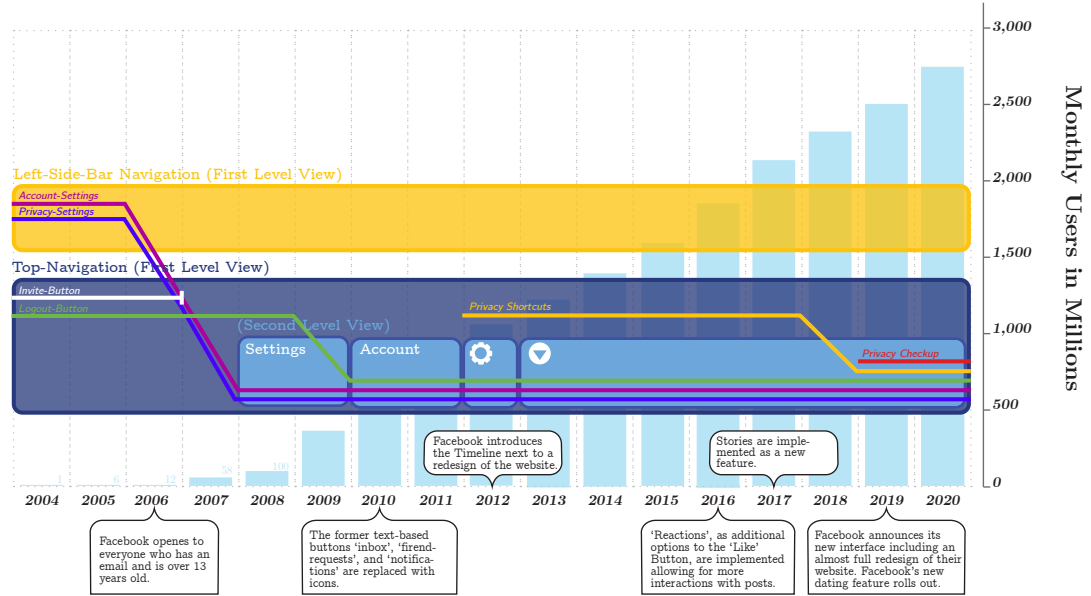 3,000
2,500
2,000
1,500
1,000
500
0
Monthly Users in Millions
Left-Side-Bar Navigation (First Level View)
Account-Settings
Privacy-Settings
Top-Navigation (First Level View)
Invite-Button
Logout-Button
Privacy Shortcuts
(Second Level View)
Settings
Account
Privacy Checkup
1
6
12
58
100
Facebook introduces
the Timeline next to a
redesign of the website.
Stories are imple-
mented as a new
feature.
2004 2005 2006 2007 2008 2009 2010 2011 2012 2013 2014 2015 2016 2017 2018 2019 2020
Facebook opens to
everyone who has an
email and is over 13
years old.
The former text-based
buttons ‘inbox’, ‘firend-
requests’, and ‘notifica-
tions’ are replaced with
icons.
‘Reactions’, as additional
options to the ‘Like’
Button, are implemented
allowing for more
interactions with posts.
Facebook announces its
new interface including an
almost full redesign of their
website. Facebook's new
dating feature rolls out.